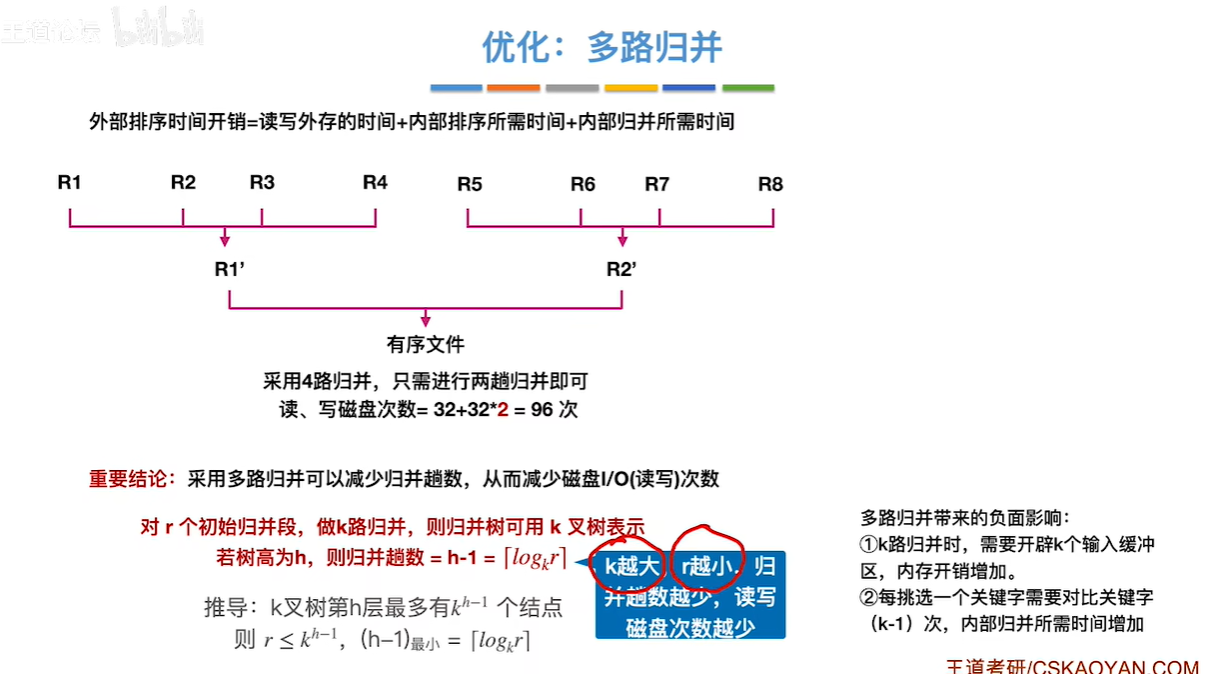 王道论坛 bilibili
优化：多路归并
外部排序时间开销=读写外存的时间+内部排序所需时间+内部归并所需时间
R1 R2 R3 R4 R5 R6 R7 R8
R1’ R2’
有序文件
采用4路归并，只需进行两趟归并即可
读、写磁盘次数= 32+32*2 = 96 次
重要结论：采用多路归并可以减少归并趟数，从而减少磁盘I/O(读写)次数
对 r 个初始归并段，做k路归并，则归并树可用 k 叉树表示
若树高为h，则归并趟数 = h-1 = ⌈logₖr⌉
推导：k叉树第h层最多有kʰ⁻¹ 个结点
则 r ≤ kʰ⁻¹，(h−1)最小 = ⌈logₖr⌉
k越大，r越小，归
并趟数越少，读写
磁盘次数越少
多路归并带来的负面影响：
①k路归并时，需要开辟k个输入缓冲
区，内存开销增加。
②每挑选一个关键字需要对比关键字
（k-1）次，内部归并所需时间增加
王道考研/CSKAOYAN.COM